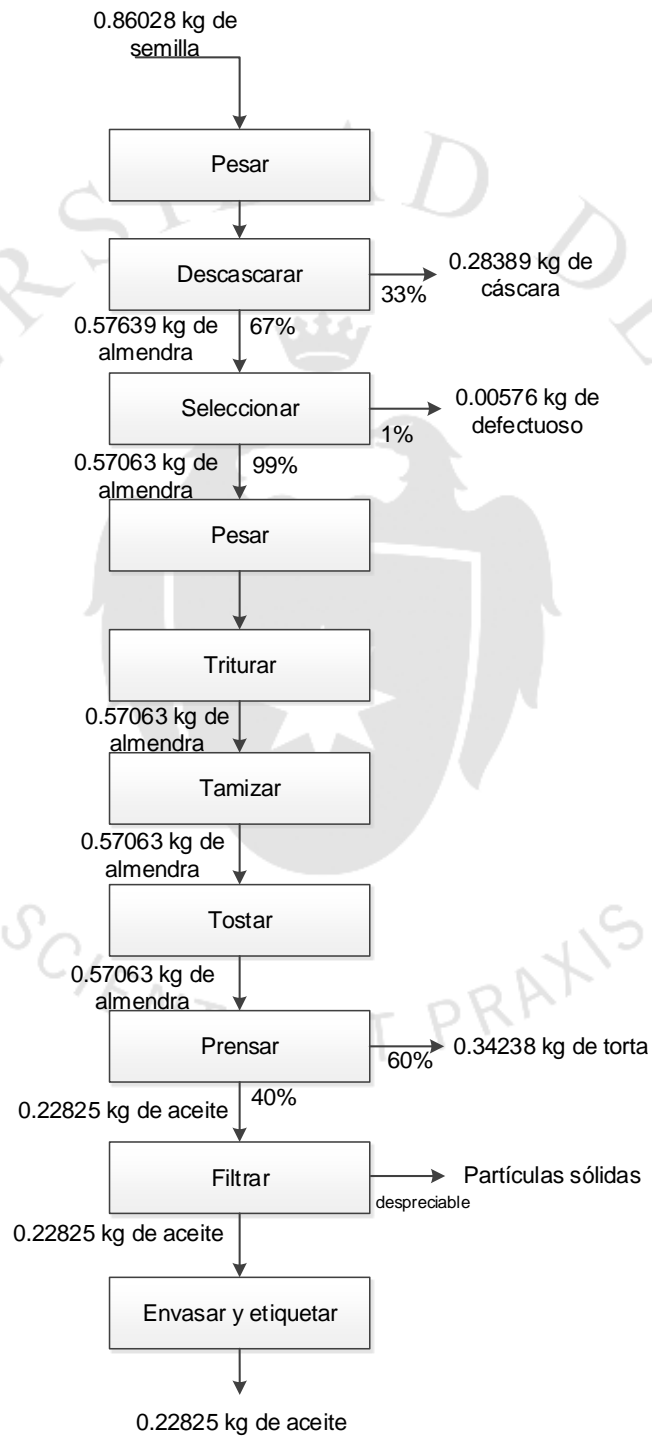 0.86028 kg de
semilla
Pesar
Descascarar
33%
0.28389 kg de
cáscara
0.57639 kg de
almendra
67%
Seleccionar
1%
0.00576 kg de
defectuoso
0.57063 kg de
almendra
99%
Pesar
Triturar
0.57063 kg de
almendra
Tamizar
0.57063 kg de
almendra
Tostar
0.57063 kg de
almendra
Prensar
60%
0.34238 kg de torta
40%
0.22825 kg de aceite
Filtrar
despreciable
Partículas sólidas
0.22825 kg de aceite
Envasar y etiquetar
0.22825 kg de aceite
SCIENTIA ET PRAXIS